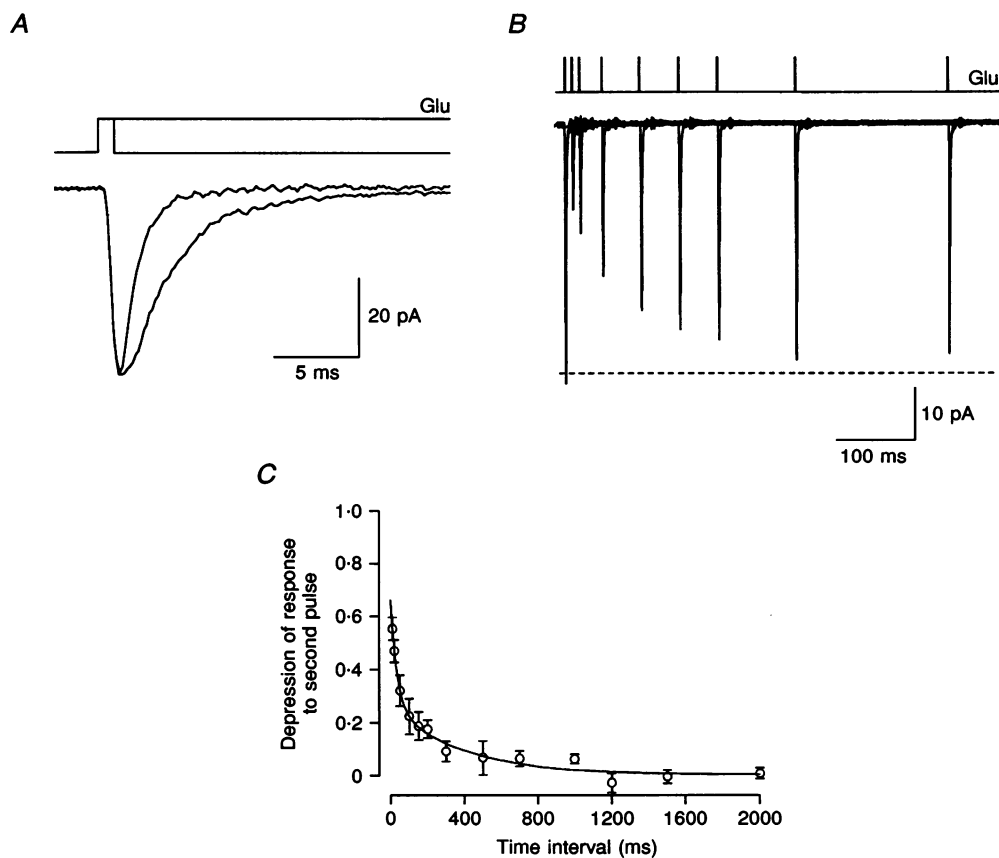 A
Glu
20 pA
5 ms
B
Glu
10 pA
100 ms
C
Depression of response
to second pulse
1·0
0·8
0·6
0·4
0·2
0
0 400 800 1200 1600 2000
Time interval (ms)